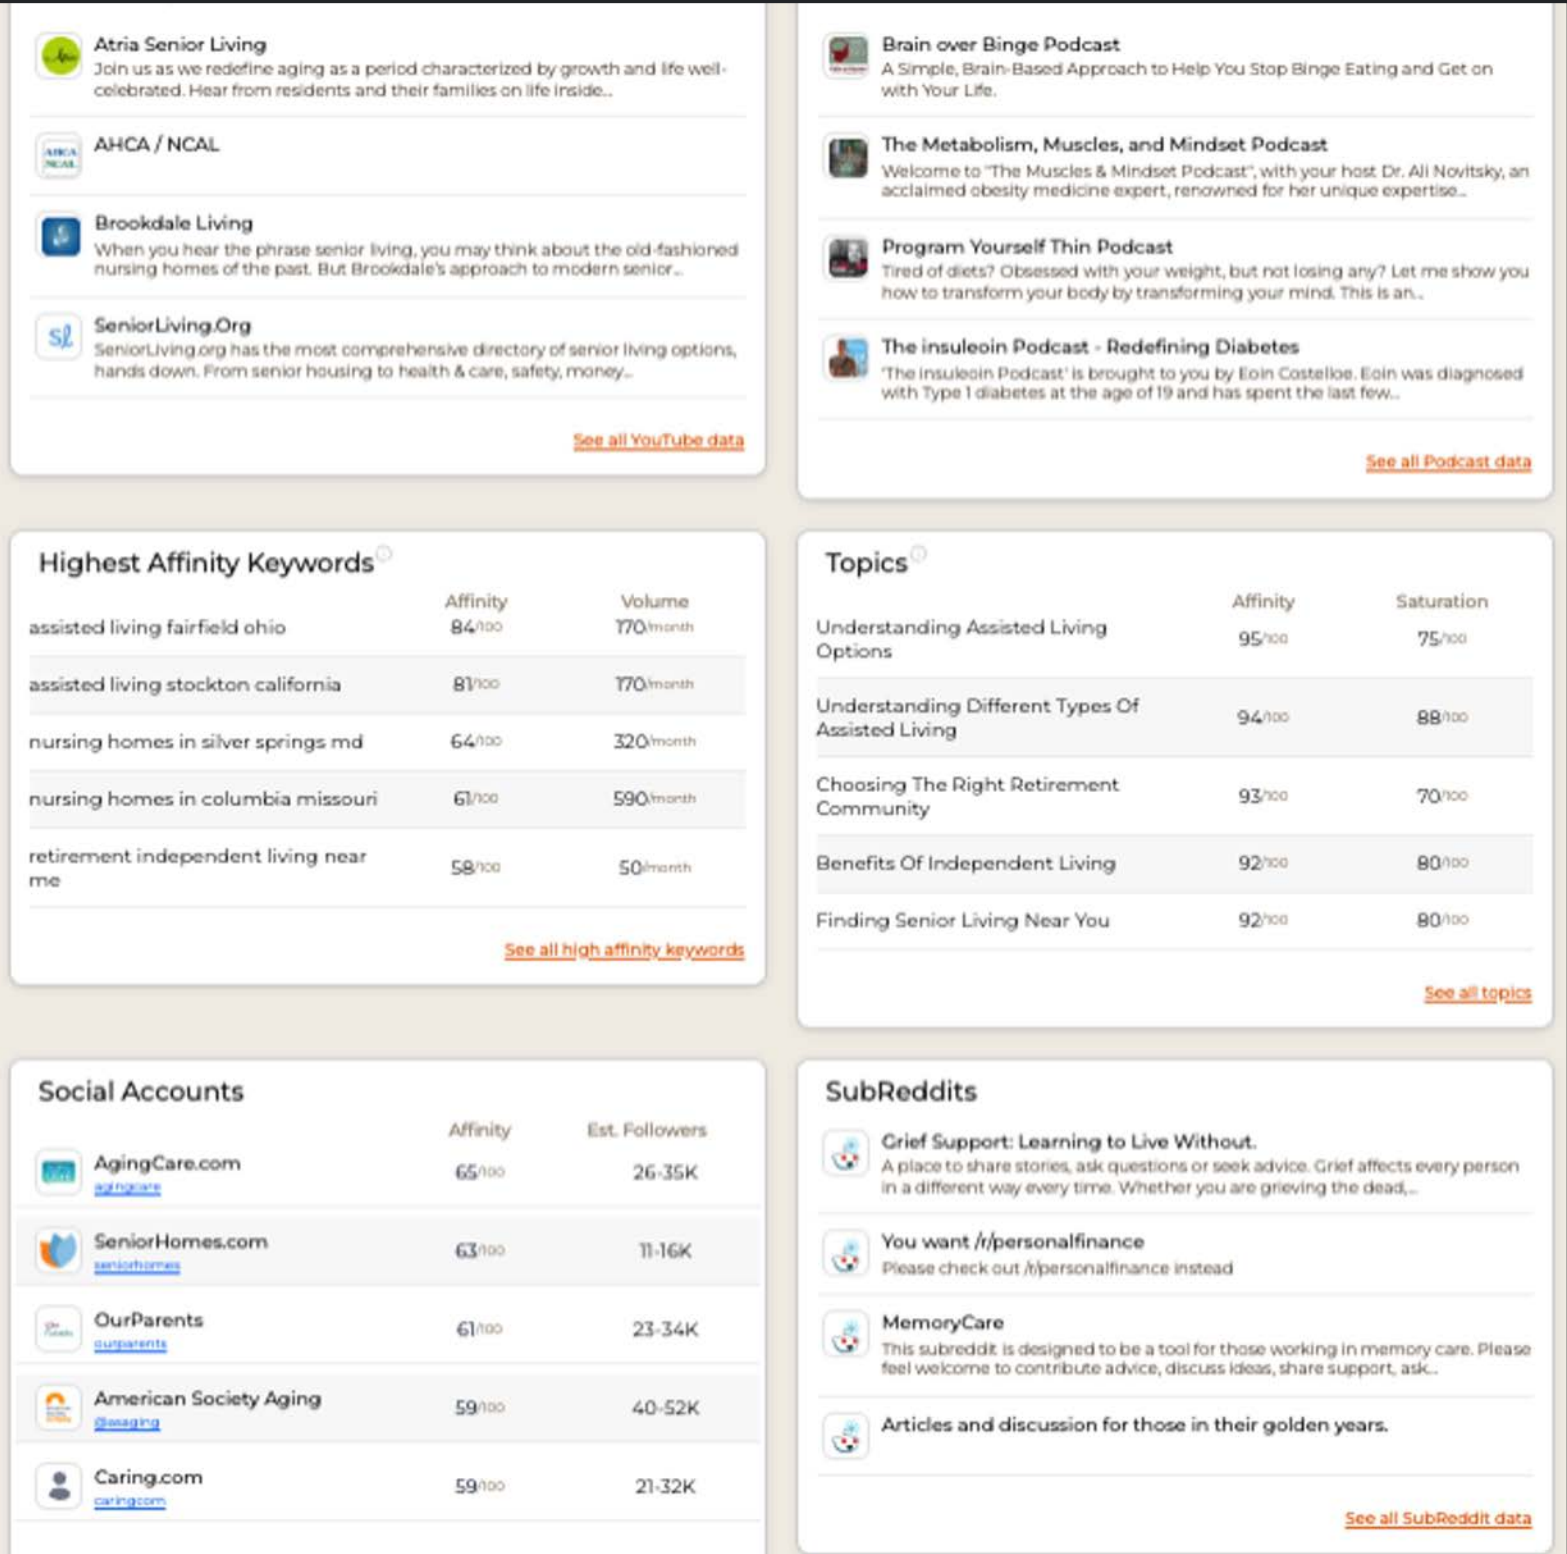 Atria Senior Living
Join us as we redefine aging as a period characterized by growth and life well-
celebrated. Hear from residents and their families on life inside...
AHCA / NCAL
AHCA
NCAL
Brookdale Living
When you hear the phrase senior living, you may think about the old-fashioned
nursing homes of the past. But Brookdale's approach to modern senior...
sl
SeniorLiving.Org
SeniorLiving.org has the most comprehensive directory of senior living options,
hands down. From senior housing to health & care, safety, money...
See all YouTube data
Brain over Binge Podcast
A Simple, Brain-Based Approach to Help You Stop Binge Eating and Get on
with Your Life.
The Metabolism, Muscles, and Mindset Podcast
Welcome to "The Muscles & Mindset Podcast", with your host Dr. Ali Novitsky, an
acclaimed obesity medicine expert, renowned for her unique expertise...
Program Yourself Thin Podcast
Tired of diets? Obsessed with your weight, but not losing any? Let me show you
how to transform your body by transforming your mind. This is an...
The insuleoin Podcast - Redefining Diabetes
'The insuleoin Podcast' is brought to you by Eoin Costelloe. Eoin was diagnosed
with Type 1 diabetes at the age of 19 and has spent the last few...
See all Podcast data
Highest Affinity Keywords
Affinity Volume
assisted living fairfield ohio 84/100 170/month
assisted living stockton california 81/100 170/month
nursing homes in silver springs md 64/100 320/month
nursing homes in columbia missouri 61/100 590/month
retirement independent living near
me 58/100 50/month
See all high affinity keywords
Topics
Affinity Saturation
Understanding Assisted Living
Options 95/100 75/100
Understanding Different Types Of
Assisted Living 94/100 88/100
Choosing The Right Retirement
Community 93/100 70/100
Benefits Of Independent Living 92/100 80/100
Finding Senior Living Near You 92/100 80/100
See all topics
Social Accounts
Affinity Est. Followers
AgingCare.com 65/100 26-35K
agingcare
SeniorHomes.com 63/100 11-16K
seniorhomes
OurParents 61/100 23-34K
ourparents
American Society Aging 59/100 40-52K
@asaging
Caring.com 59/100 21-32K
caringcom
SubReddits
Grief Support: Learning to Live Without.
A place to share stories, ask questions or seek advice. Grief affects every person
in a different way every time. Whether you are grieving the dead,...
You want /r/personalfinance
Please check out /r/personalfinance instead
MemoryCare
This subreddit is designed to be a tool for those working in memory care. Please
feel welcome to contribute advice, discuss ideas, share support, ask...
Articles and discussion for those in their golden years.
See all SubReddit data